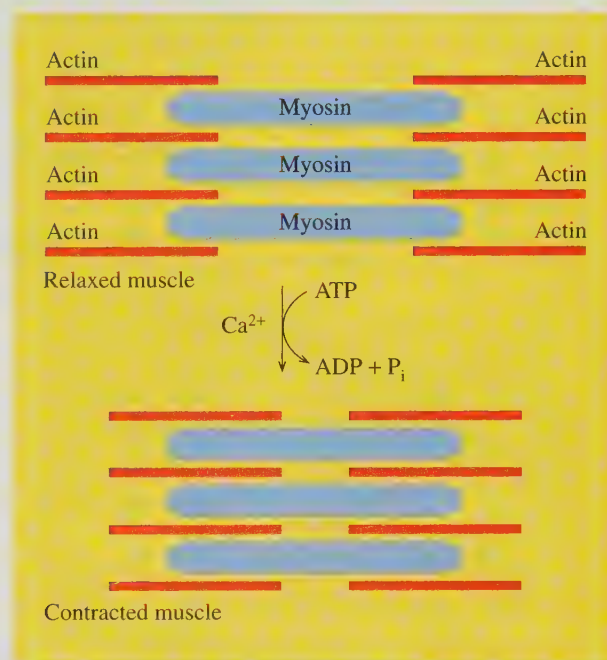 Actin Actin
Myosin
Actin Actin
Myosin
Actin Actin
Myosin
Actin Actin
Relaxed muscle
ATP
Ca²⁺
ADP + Pᵢ
Contracted muscle